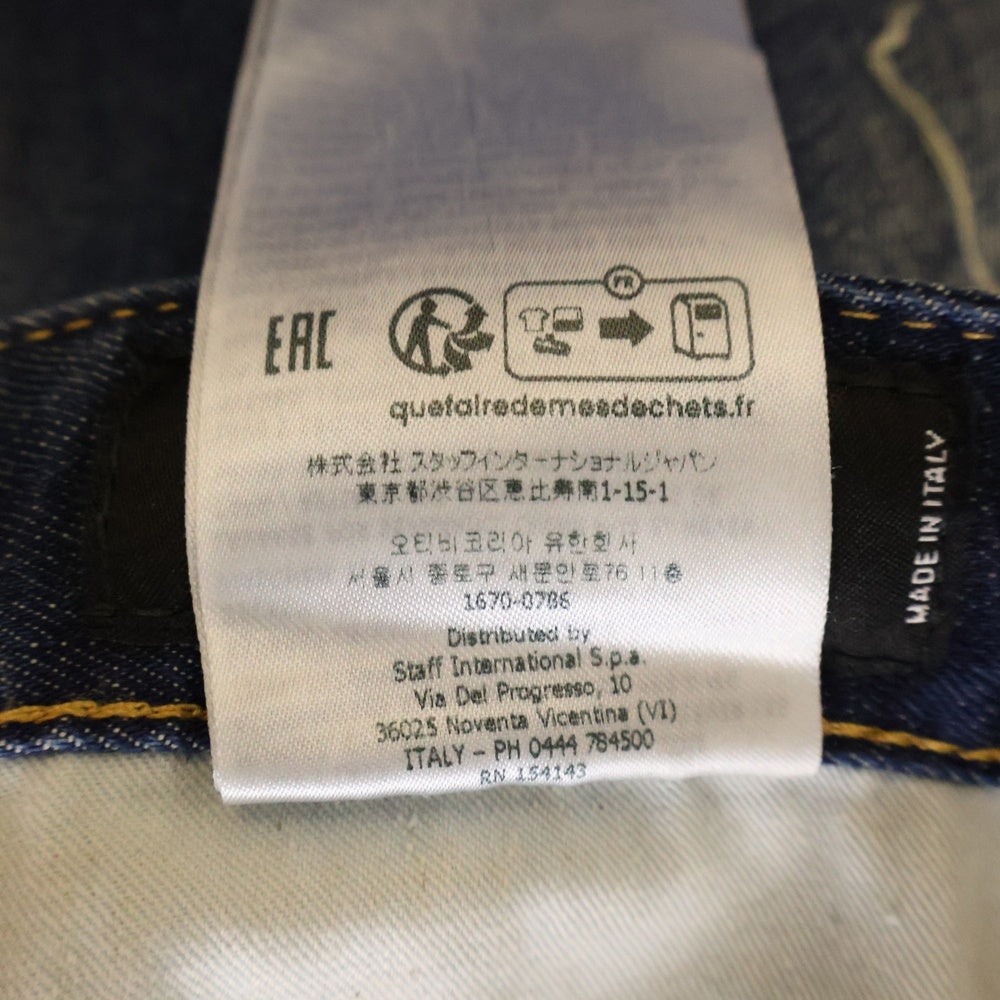 EAC
FR
quefairedemesdechets.fr
株式会社 スタッフインターナショナルジャパン
東京都渋谷区恵比寿南1-15-1
오티비코리아 유한회사
서울시 종로구 새문안로76 11층
1670-0786
Distributed by
Staff International S.p.a.
Via Del Progresso, 10
36025 Noventa Vicentina (VI)
ITALY - PH 0444 784500
RN 154143
MADE IN ITALY